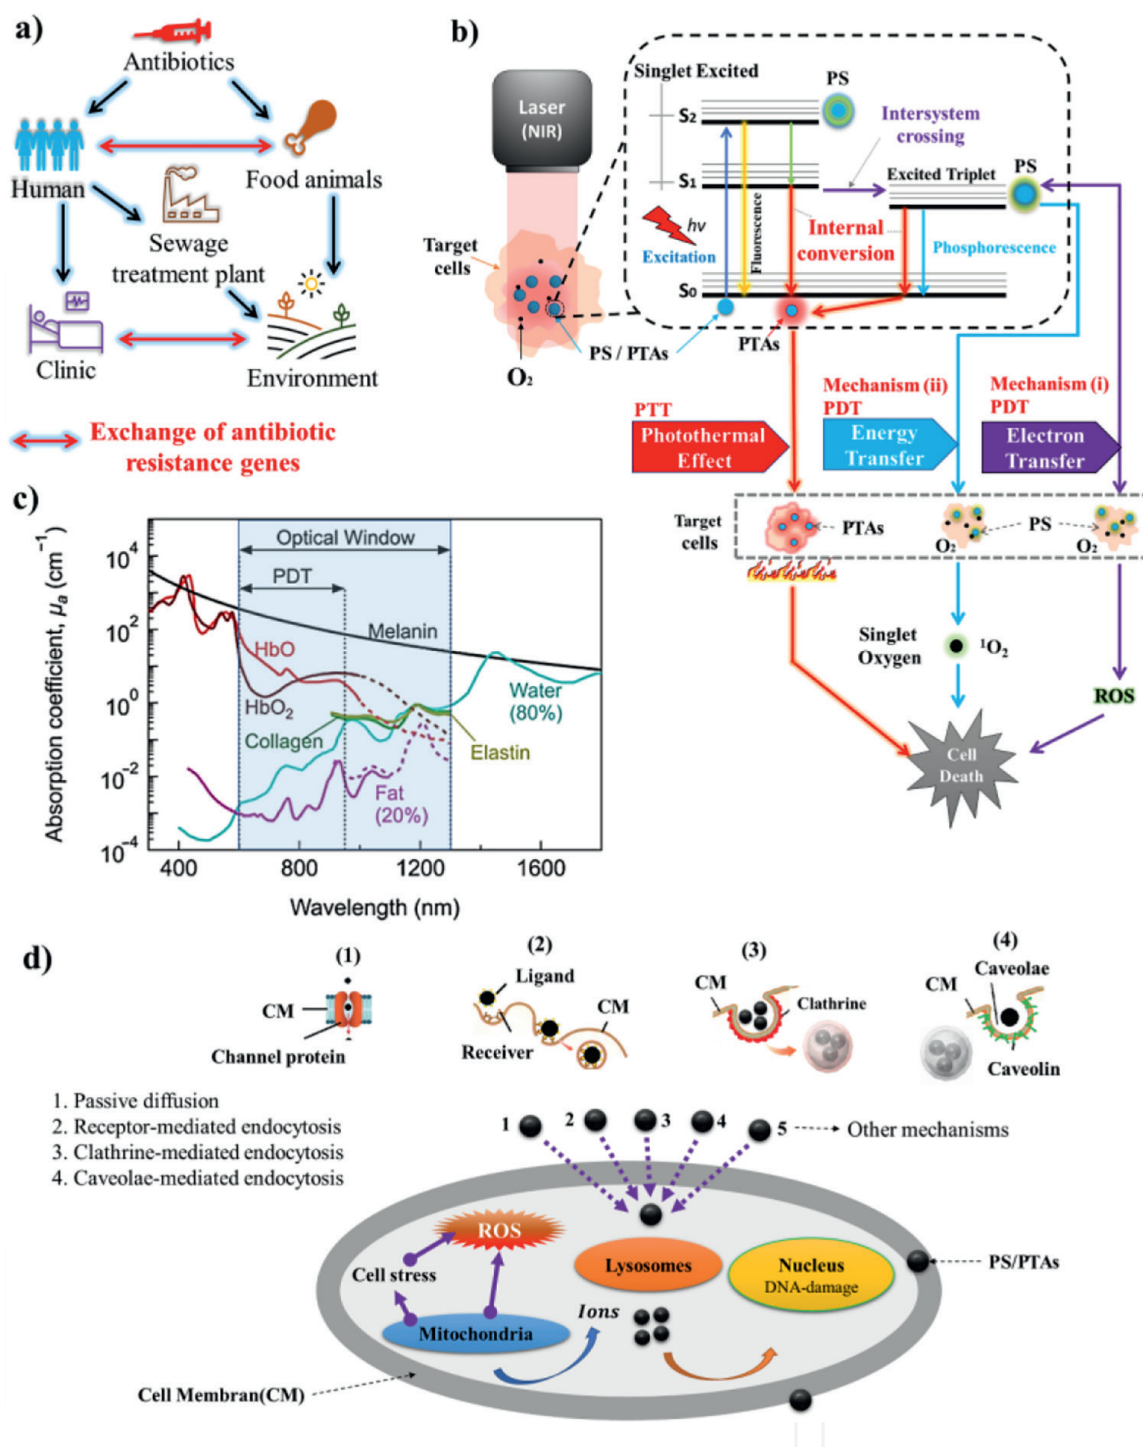 a)
Antibiotics
Human
Food animals
Sewage
treatment plant
Clinic
Environment
Exchange of antibiotic
resistance genes
b)
Laser
(NIR)
Target
cells
O₂
PS / PTAs
Singlet Excited
S₂
S₁
S₀
PS
Intersystem
crossing
Excited Triplet
PS
hv
Excitation
Fluorescence
Internal
conversion
Phosphorescence
PTAs
PTT
Photothermal
Effect
Mechanism (ii)
PDT
Energy
Transfer
Mechanism (i)
PDT
Electron
Transfer
Target
cells
PTAs
O₂
PS
O₂
Singlet
Oxygen
¹O₂
ROS
Cell
Death
c)
Absorption coefficient, μa (cm⁻¹)
10⁴
10²
10⁰
10⁻²
10⁻⁴
400
800
1200
1600
Wavelength (nm)
Optical Window
PDT
Melanin
HbO
HbO₂
Collagen
Water
(80%)
Elastin
Fat
(20%)
d)
(1)
CM
Channel protein
(2)
Ligand
CM
Receiver
(3)
CM
Clathrine
(4)
Caveolae
CM
Caveolin
1. Passive diffusion
2. Receptor-mediated endocytosis
3. Clathrine-mediated endocytosis
4. Caveolae-mediated endocytosis
1
2
3
4
5
Other mechanisms
ROS
Cell stress
Mitochondria
Lysosomes
Nucleus
DNA-damage
Ions
PS/PTAs
Cell Membran(CM)